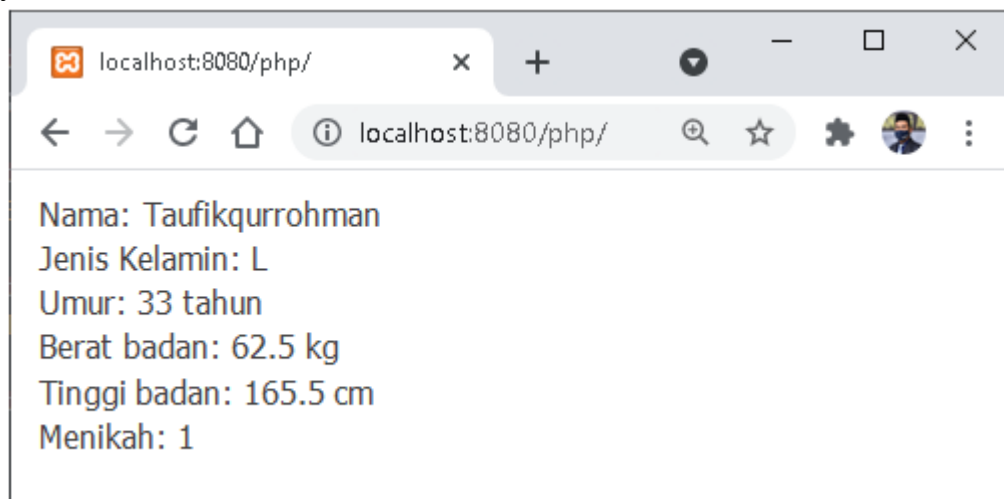 localhost:8080/php/
localhost:8080/php/
Nama: Taufikqurrohman
Jenis Kelamin: L
Umur: 33 tahun
Berat badan: 62.5 kg
Tinggi badan: 165.5 cm
Menikah: 1